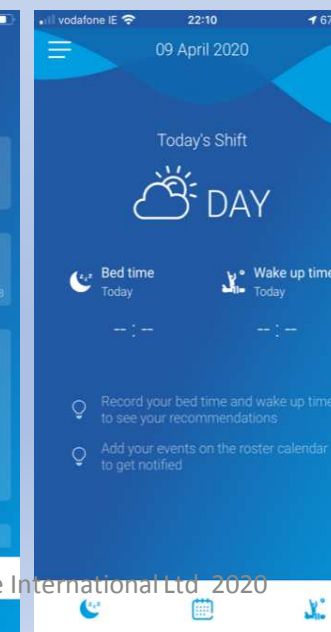 vodafone IE 22:10 67
09 April 2020
Today's Shift
DAY
Bed time
Today
Wake up time
Today
-- : --
-- : --
8
Record your bed time and wake up time
to see your recommendations
Add your events on the roster calendar
to get notified
e International Ltd 2020